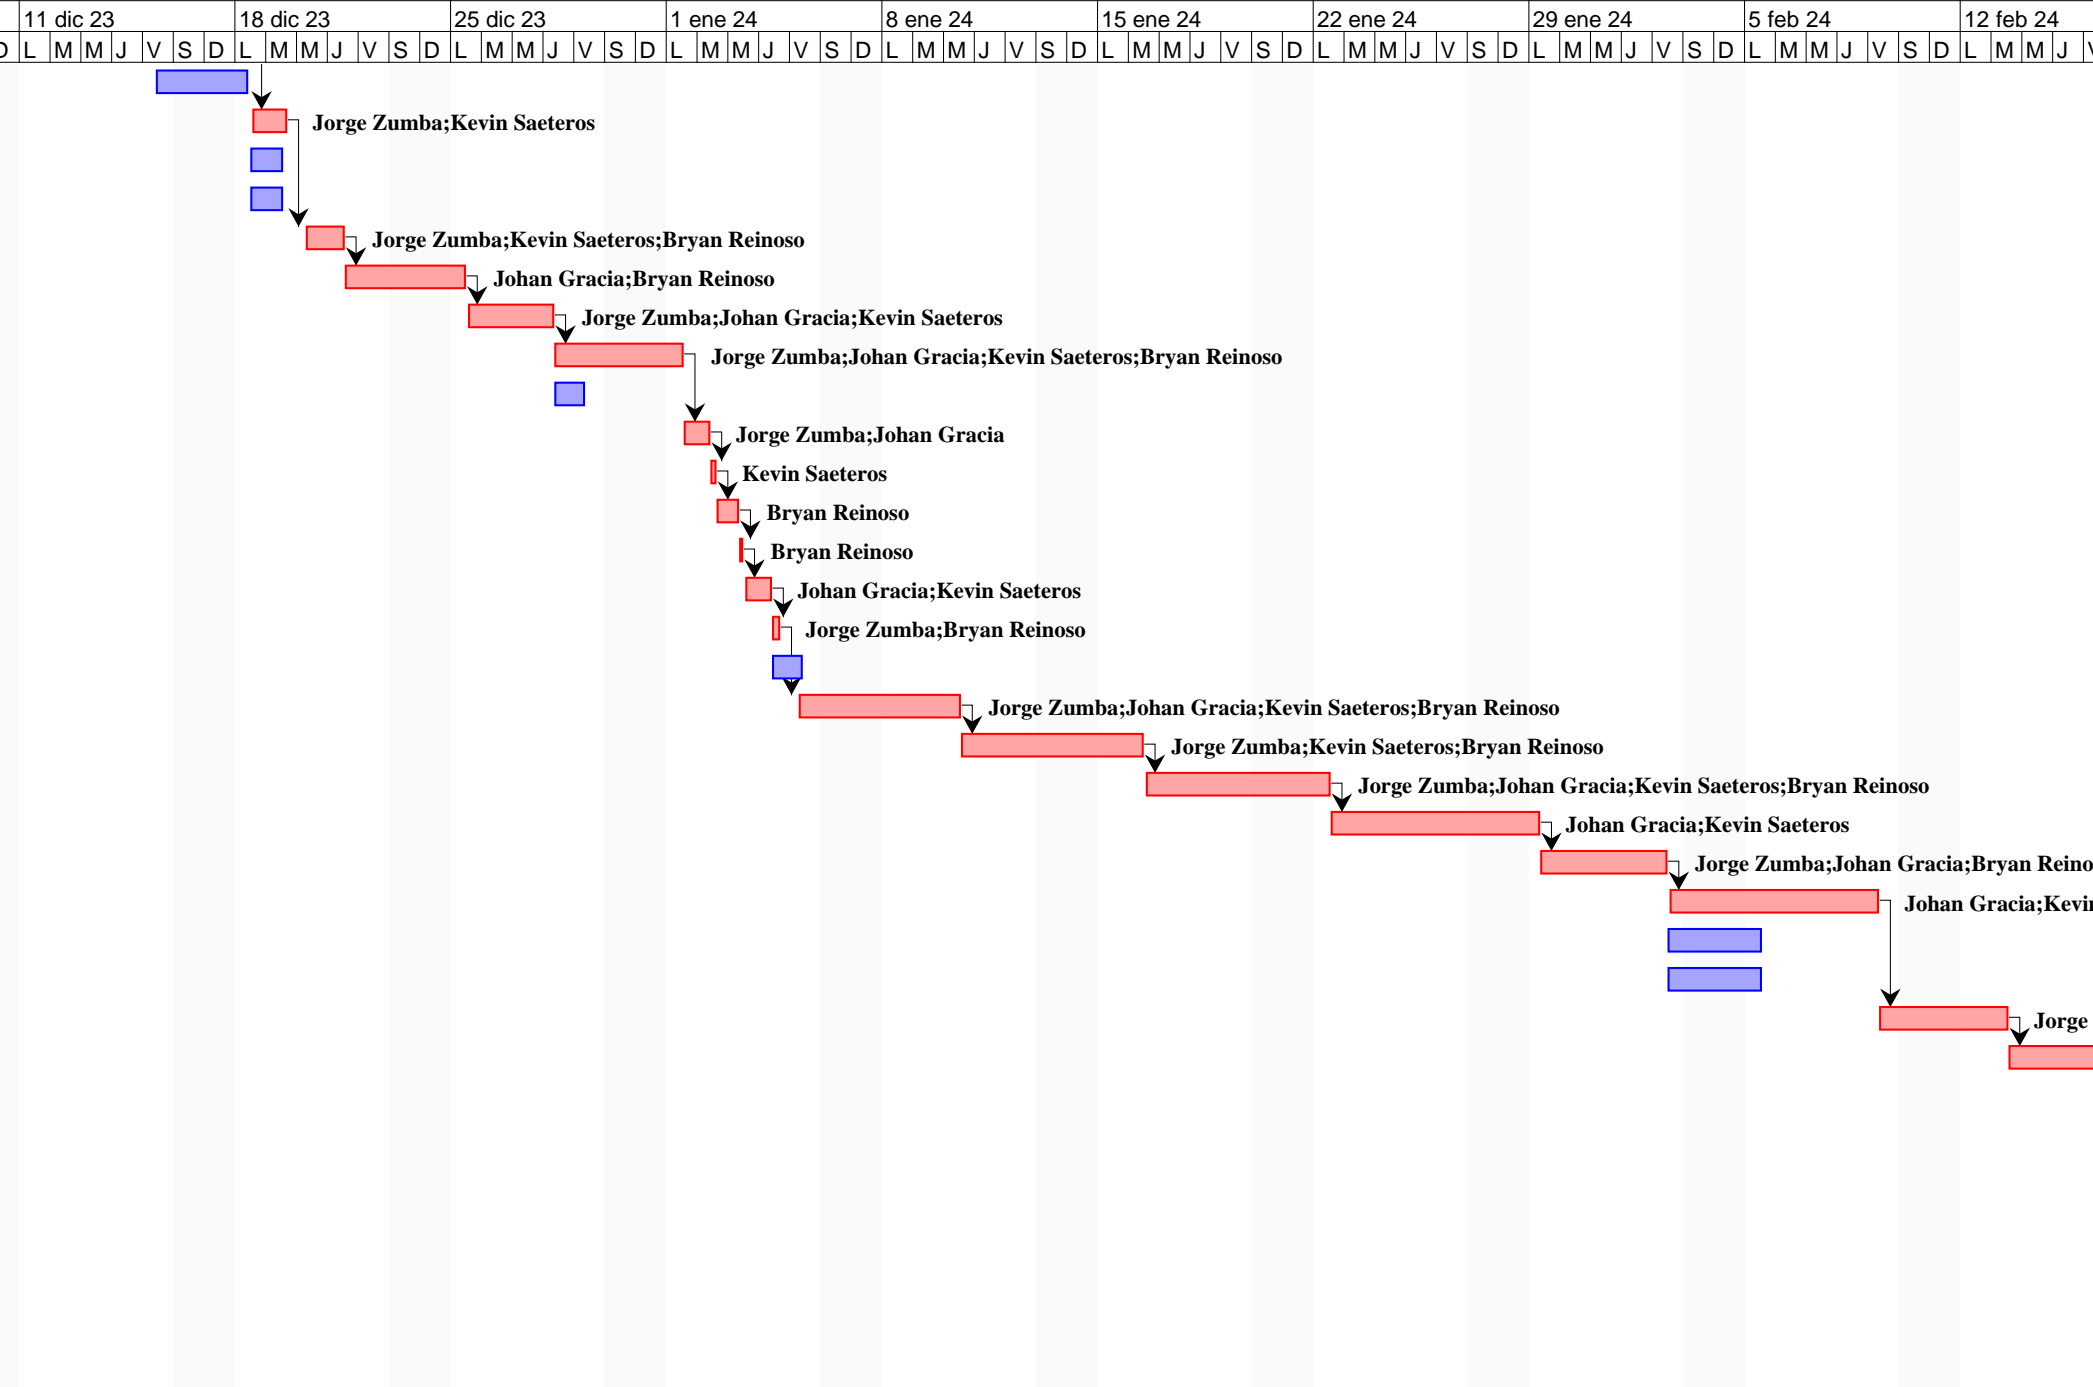 11 dic 23 18 dic 23 25 dic 23 1 ene 24 8 ene 24 15 ene 24 22 ene 24 29 ene 24 5 feb 24 12 feb 24
D L M M J V S D L M M J V S D L M M J V S D L M M J V S D L M M J V S D L M M J V S D L M M J V S D L M M J V S D L M M J V S D L M M J V
Jorge Zumba;Kevin Saeteros
Jorge Zumba;Kevin Saeteros;Bryan Reinoso
Johan Gracia;Bryan Reinoso
Jorge Zumba;Johan Gracia;Kevin Saeteros
Jorge Zumba;Johan Gracia;Kevin Saeteros;Bryan Reinoso
Jorge Zumba;Johan Gracia
Kevin Saeteros
Bryan Reinoso
Bryan Reinoso
Johan Gracia;Kevin Saeteros
Jorge Zumba;Bryan Reinoso
Jorge Zumba;Johan Gracia;Kevin Saeteros;Bryan Reinoso
Jorge Zumba;Kevin Saeteros;Bryan Reinoso
Jorge Zumba;Johan Gracia;Kevin Saeteros;Bryan Reinoso
Johan Gracia;Kevin Saeteros
Jorge Zumba;Johan Gracia;Bryan Reino
Johan Gracia;Kevin
Jorge